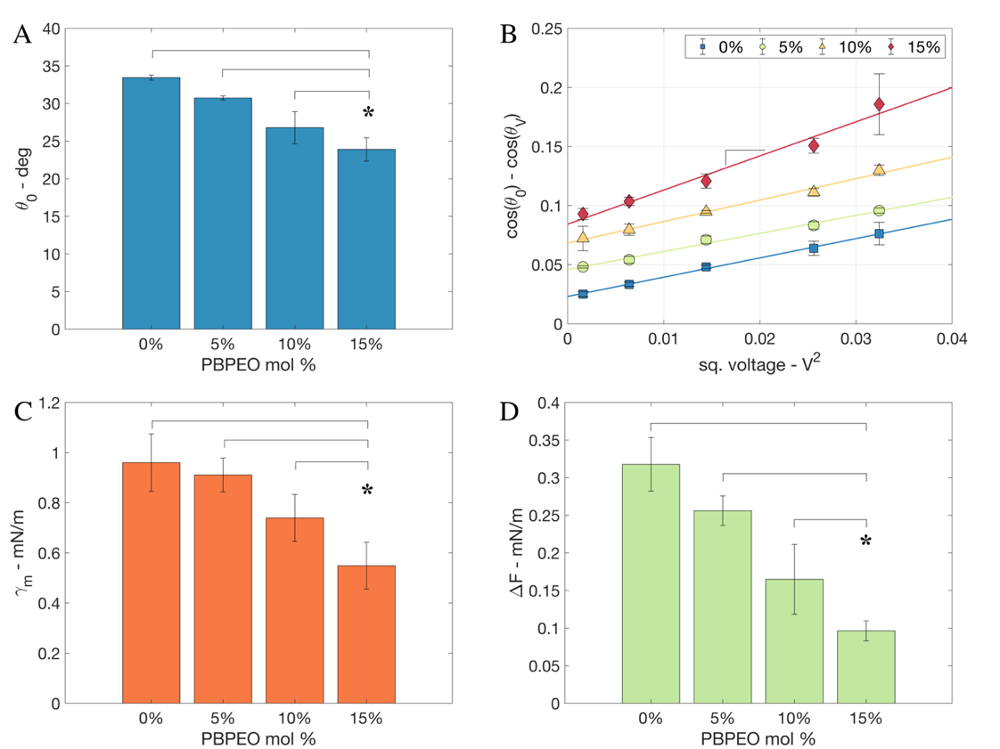 A
θ0 - deg
40
35
30
25
20
15
10
5
0
*
0% 5% 10% 15%
PBPEO mol %
B
cos(θ0) - cos(θV)
0.25
0.2
0.15
0.1
0.05
0
0% 5% 10% 15%
0 0.01 0.02 0.03 0.04
sq. voltage - V2
C
γm - mN/m
1.2
1
0.8
0.6
0.4
0.2
0
*
0% 5% 10% 15%
PBPEO mol %
D
ΔF - mN/m
0.4
0.35
0.3
0.25
0.2
0.15
0.1
0.05
0
*
0% 5% 10% 15%
PBPEO mol %